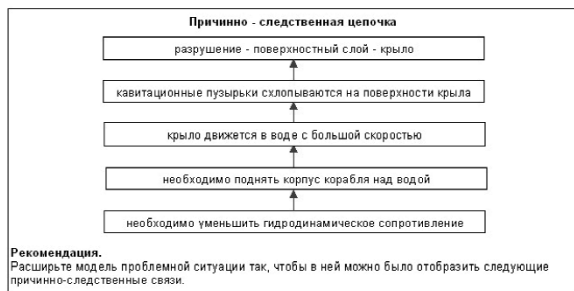 Причинно - следственная цепочка
разрушение - поверхностный слой - крыло
кавитационные пузырьки схлопываются на поверхности крыла
крыло движется в воде с большой скоростью
необходимо поднять корпус корабля над водой
необходимо уменьшить гидродинамическое сопротивление
Рекомендация.
Расширьте модель проблемной ситуации так, чтобы в ней можно было отобразить следующие
причинно-следственные связи.